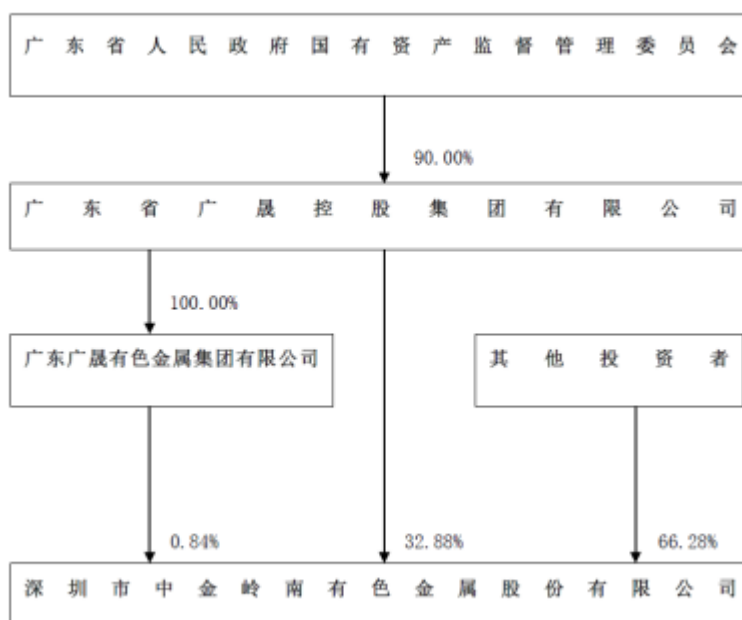 广东省人民政府国有资产监督管理委员会
90.00%
广东省广晟控股集团有限公司
100.00%
广东广晟有色金属集团有限公司
其他投资者
0.84%
32.88%
66.28%
深圳市中金岭南有色金属股份有限公司